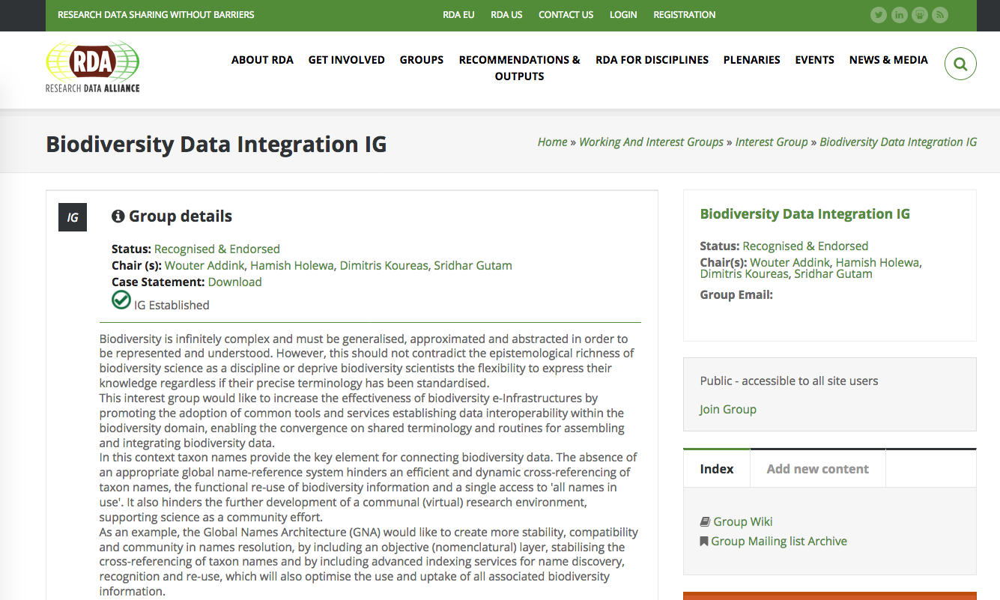 RESEARCH DATA SHARING WITHOUT BARRIERS
RDA EU RDA US CONTACT US LOGIN REGISTRATION
RDA
RESEARCH DATA ALLIANCE
ABOUT RDA GET INVOLVED GROUPS RECOMMENDATIONS & OUTPUTS RDA FOR DISCIPLINES PLENARIES EVENTS NEWS & MEDIA
Biodiversity Data Integration IG
Home » Working And Interest Groups » Interest Group » Biodiversity Data Integration IG
IG
Group details
Status: Recognised & Endorsed
Chair (s): Wouter Addink, Hamish Holewa, Dimitris Koureas, Sridhar Gutam
Case Statement: Download
IG Established
Biodiversity is infinitely complex and must be generalised, approximated and abstracted in order to
be represented and understood. However, this should not contradict the epistemological richness of
biodiversity science as a discipline or deprive biodiversity scientists the flexibility to express their
knowledge regardless if their precise terminology has been standardised.
This interest group would like to increase the effectiveness of biodiversity e-Infrastructures by
promoting the adoption of common tools and services establishing data interoperability within the
biodiversity domain, enabling the convergence on shared terminology and routines for assembling
and integrating biodiversity data.
In this context taxon names provide the key element for connecting biodiversity data. The absence of
an appropriate global name-reference system hinders an efficient and dynamic cross-referencing of
taxon names, the functional re-use of biodiversity information and a single access to 'all names in
use'. It also hinders the further development of a communal (virtual) research environment,
supporting science as a community effort.
As an example, the Global Names Architecture (GNA) would like to create more stability, compatibility
and community in names resolution, by including an objective (nomenclatural) layer, stabilising the
cross-referencing of taxon names and by including advanced indexing services for name discovery,
recognition and re-use, which will also optimise the use and uptake of all associated biodiversity
information.
Biodiversity Data Integration IG
Status: Recognised & Endorsed
Chair(s): Wouter Addink, Hamish Holewa,
Dimitris Koureas, Sridhar Gutam
Group Email:
Public - accessible to all site users
Join Group
Index Add new content
Group Wiki
Group Mailing list Archive